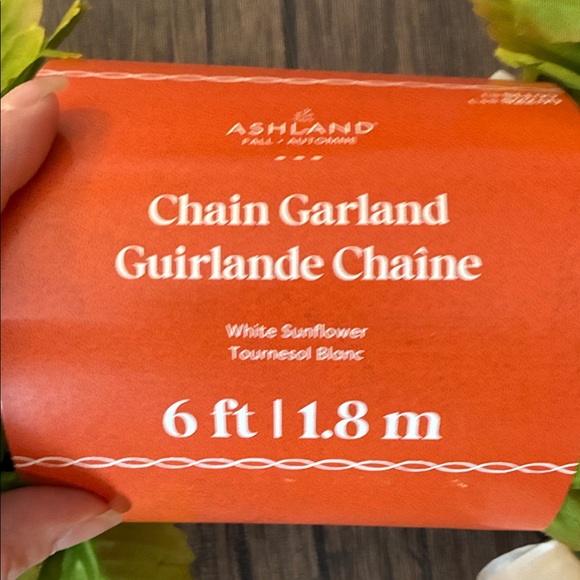 ASHLAND
FALL • AUTOMNE
Chain Garland
Guirlande Chaîne
White Sunflower
Tournesol Blanc
6 ft | 1.8 m